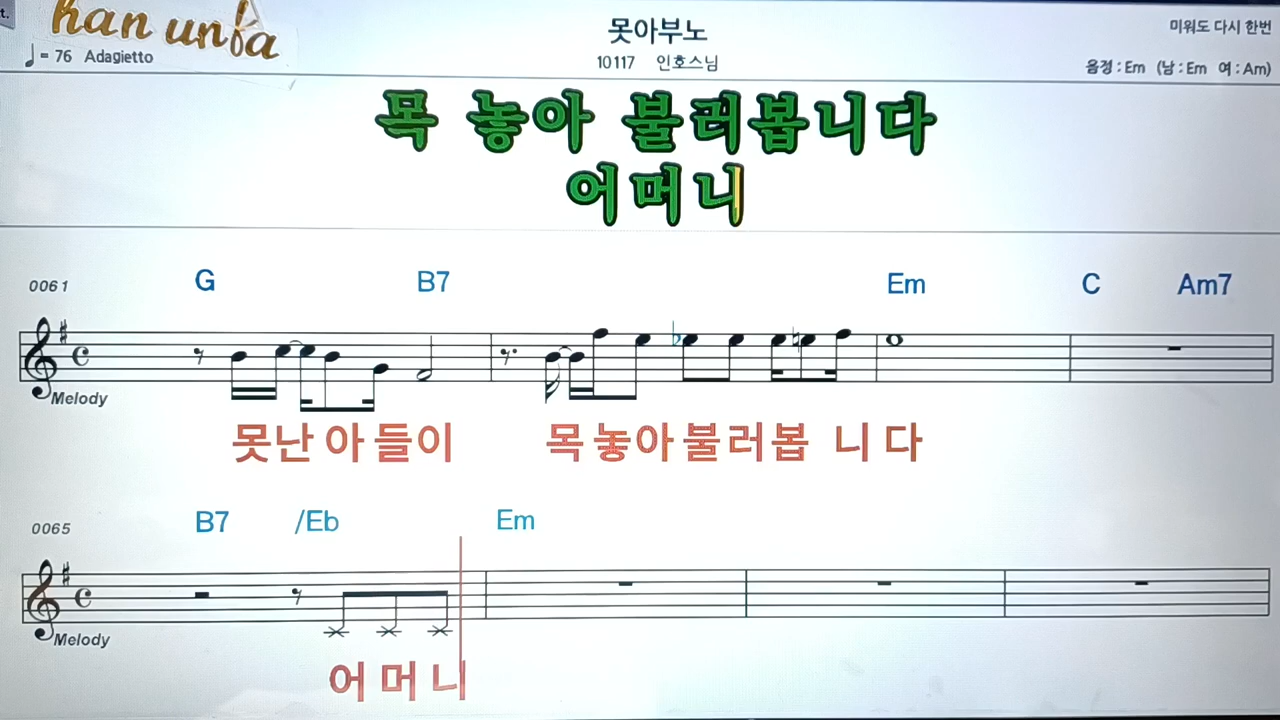 t.
han unfa
못아부노
미워도 다시 한번
♩= 76 Adagietto
10117 인호스님
음정 : Em (남 : Em 여 : Am)
목 놓아 불러봅니다
어머니
0061 G B7 Em C Am7
Melody
못난 아 들이 목 놓아 불러봅 니 다
0065 B7 /Eb Em
Melody
어 머 니